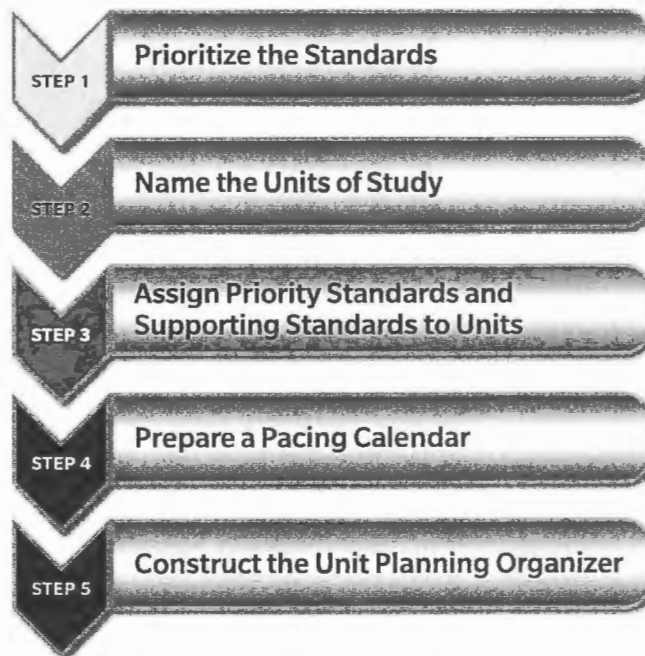 STEP 1
Prioritize the Standards
STEP 2
Name the Units of Study
STEP 3
Assign Priority Standards and
Supporting Standards to Units
STEP 4
Prepare a Pacing Calendar
STEP 5
Construct the Unit Planning Organizer